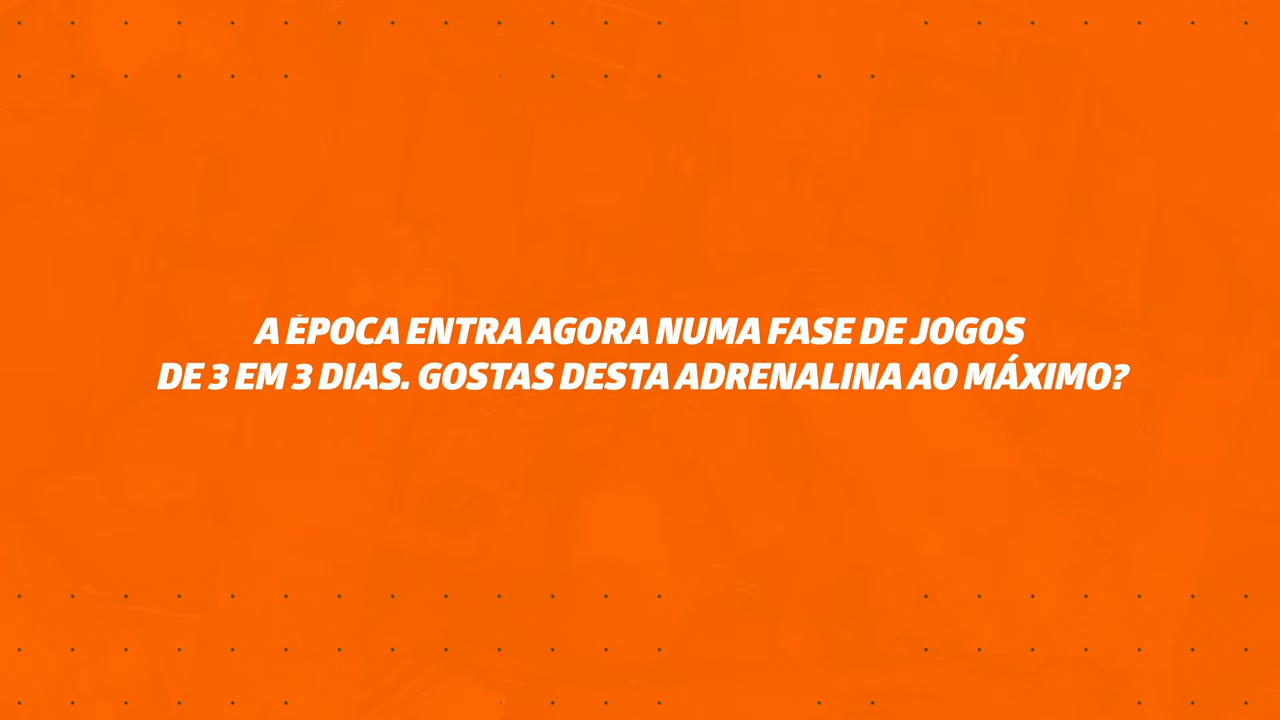 A ÉPOCA ENTRA AGORA NUMA FASE DE JOGOS
DE 3 EM 3 DIAS. GOSTAS DESTA ADRENALINA AO MÁXIMO?